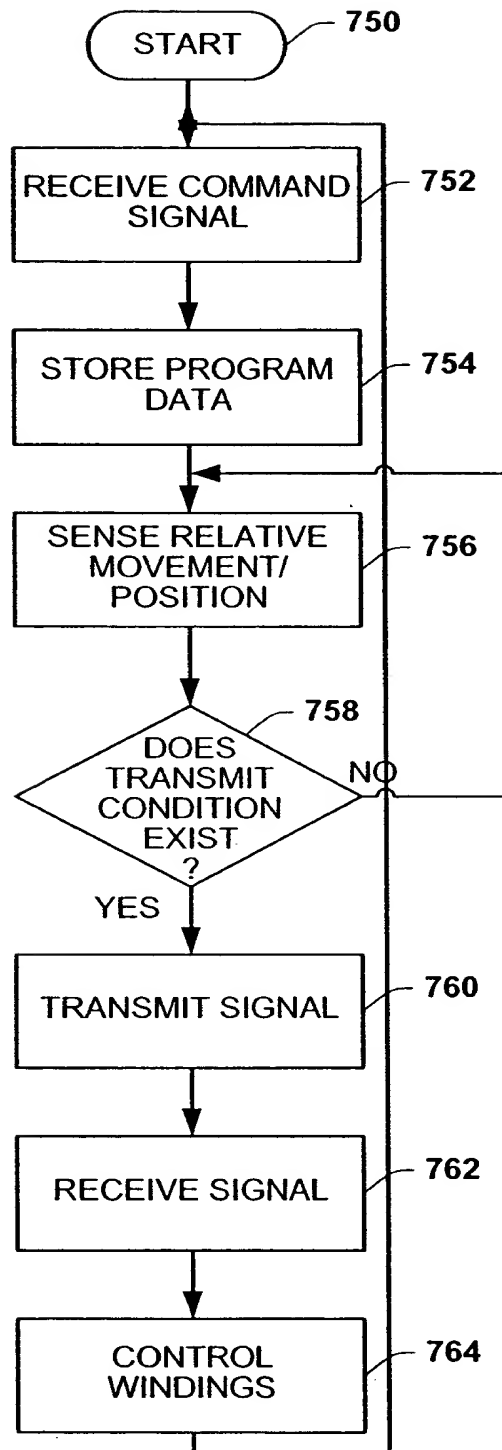 START
750
RECEIVE COMMAND
SIGNAL
752
STORE PROGRAM
DATA
754
SENSE RELATIVE
MOVEMENT/
POSITION
756
758
DOES
TRANSMIT
CONDITION
EXIST
?
NO
YES
TRANSMIT SIGNAL
760
RECEIVE SIGNAL
762
CONTROL
WINDINGS
764